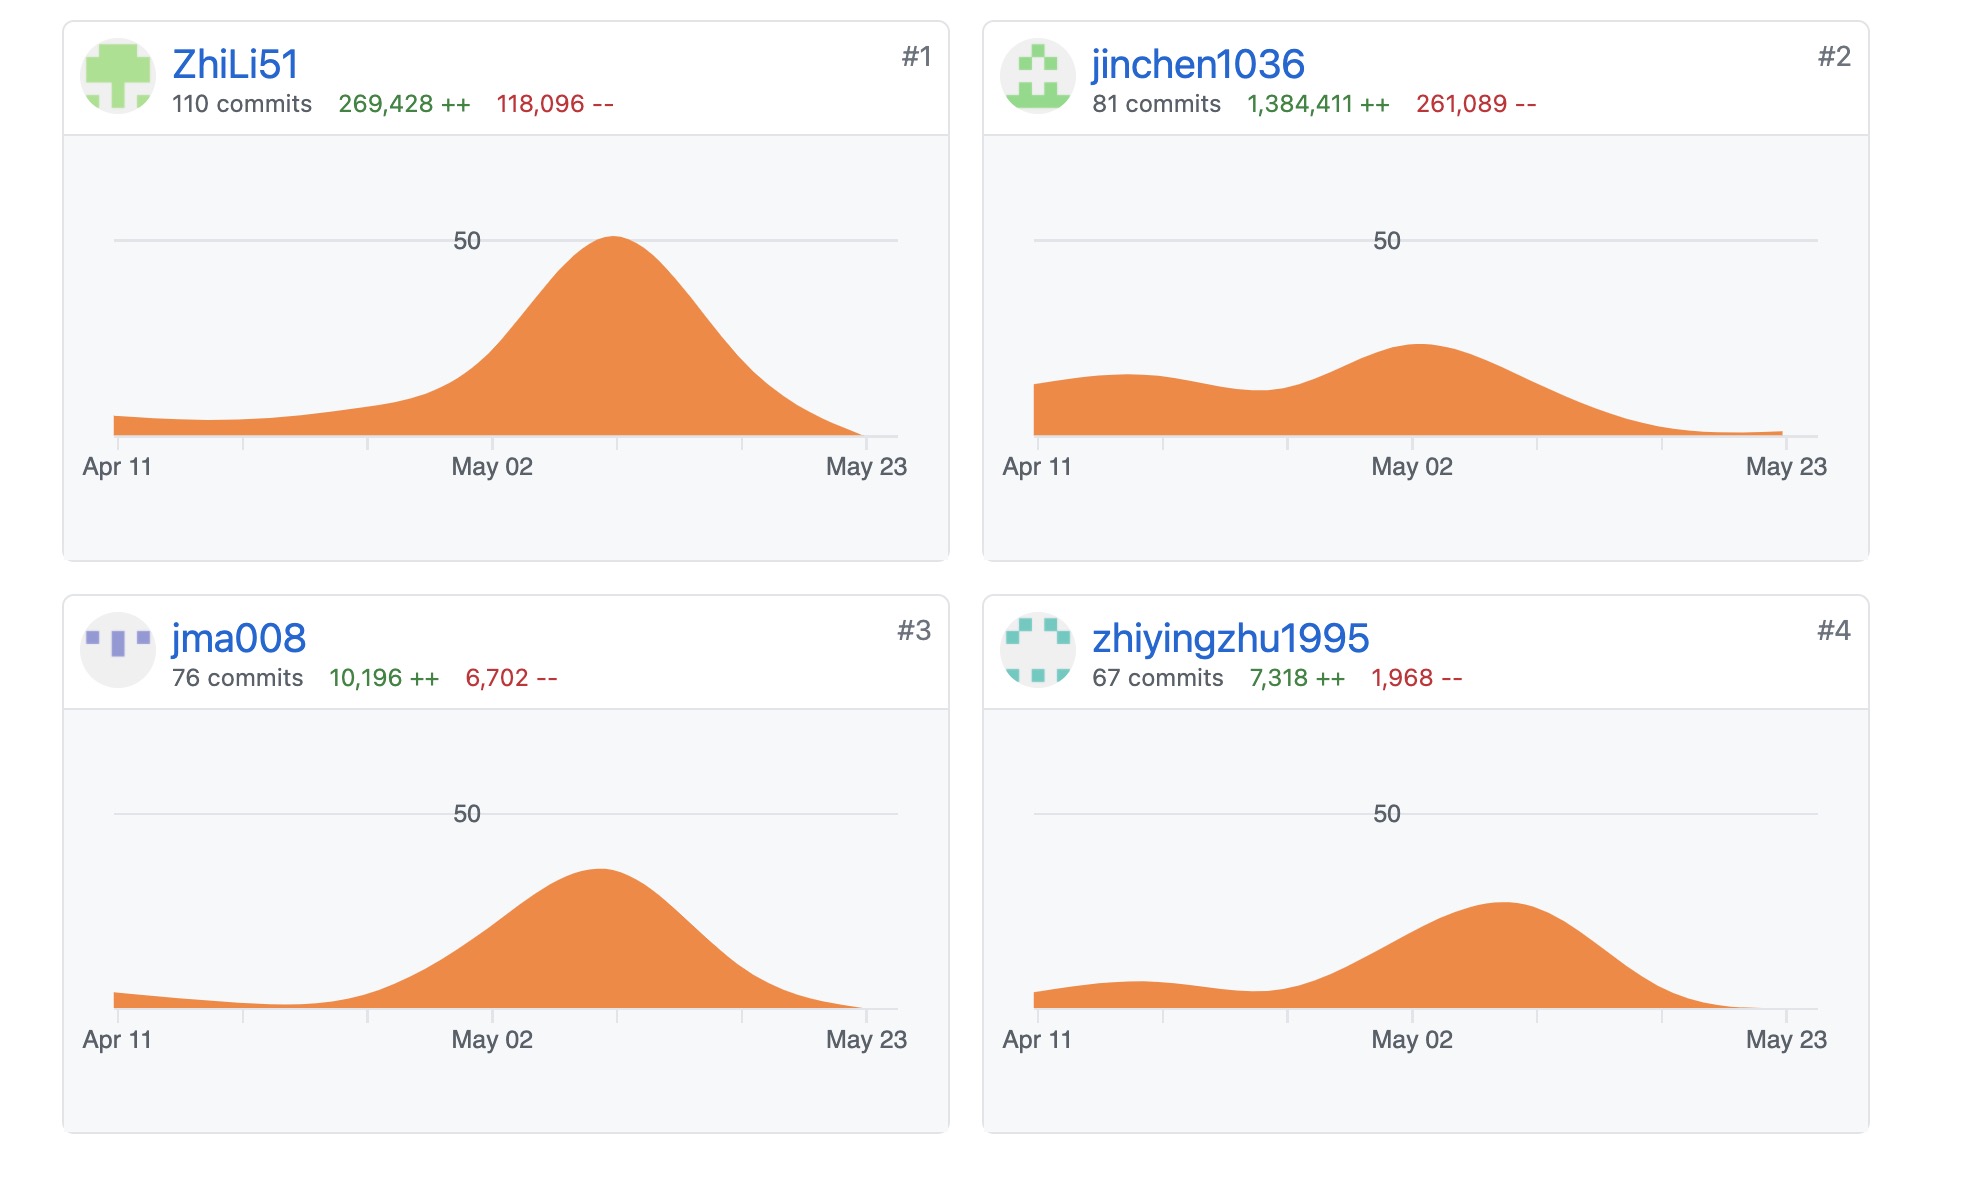 ZhiLi51 #1
110 commits 269,428 ++ 118,096 --
50
Apr 11 May 02 May 23
jinchen1036 #2
81 commits 1,384,411 ++ 261,089 --
50
Apr 11 May 02 May 23
jma008 #3
76 commits 10,196 ++ 6,702 --
50
Apr 11 May 02 May 23
zhiyingzhu1995 #4
67 commits 7,318 ++ 1,968 --
50
Apr 11 May 02 May 23